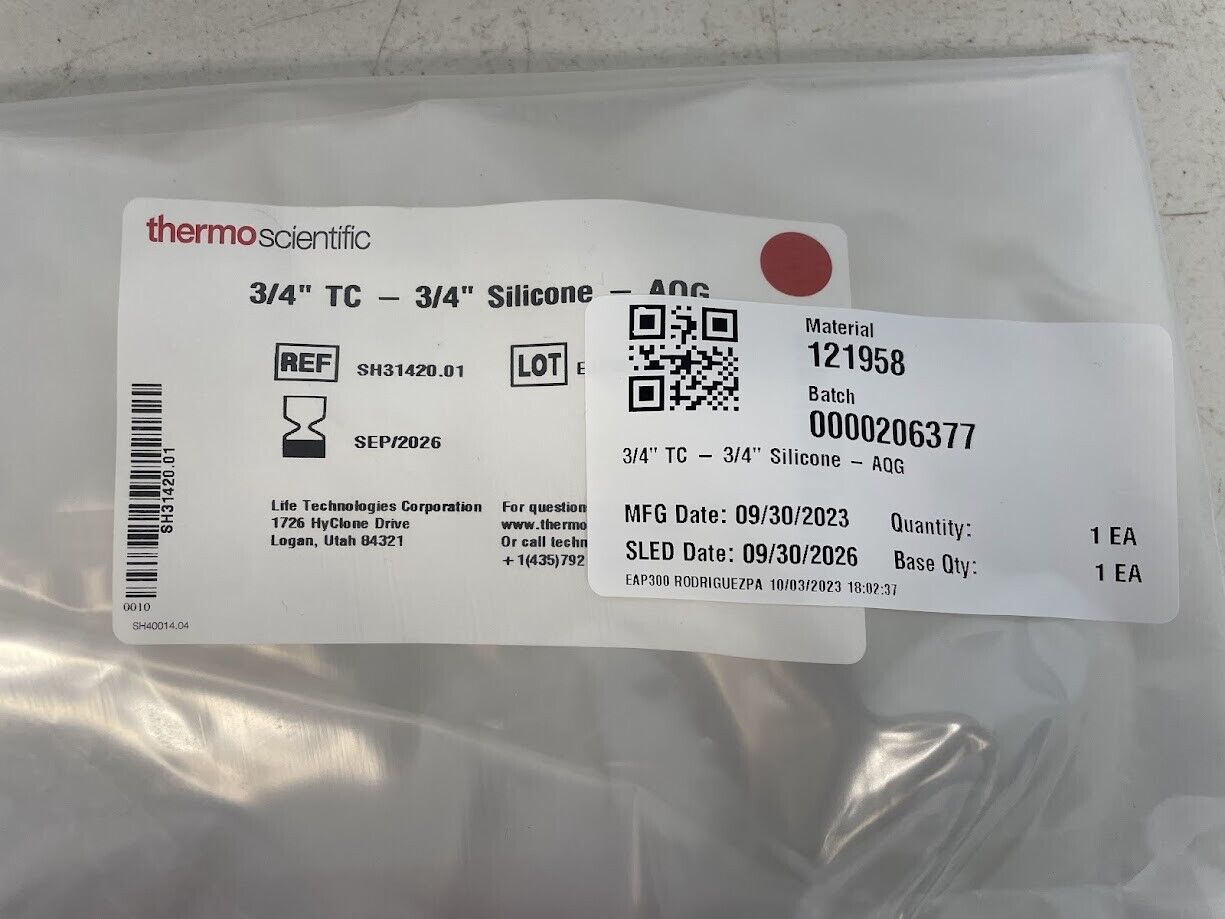 thermo scientific
3/4" TC – 3/4" Silicone – AQG
REF SH31420.01 LOT E
SEP/2026
SH31420.01
0010
SH40014.04
Life Technologies Corporation
1726 HyClone Drive
Logan, Utah 84321
For question
www.thermo
Or call techn
+1(435)792
Material
121958
Batch
0000206377
3/4" TC – 3/4" Silicone – AQG
MFG Date: 09/30/2023 Quantity: 1 EA
SLED Date: 09/30/2026 Base Qty: 1 EA
EAP300 RODRIGUEZPA 10/03/2023 18:02:37